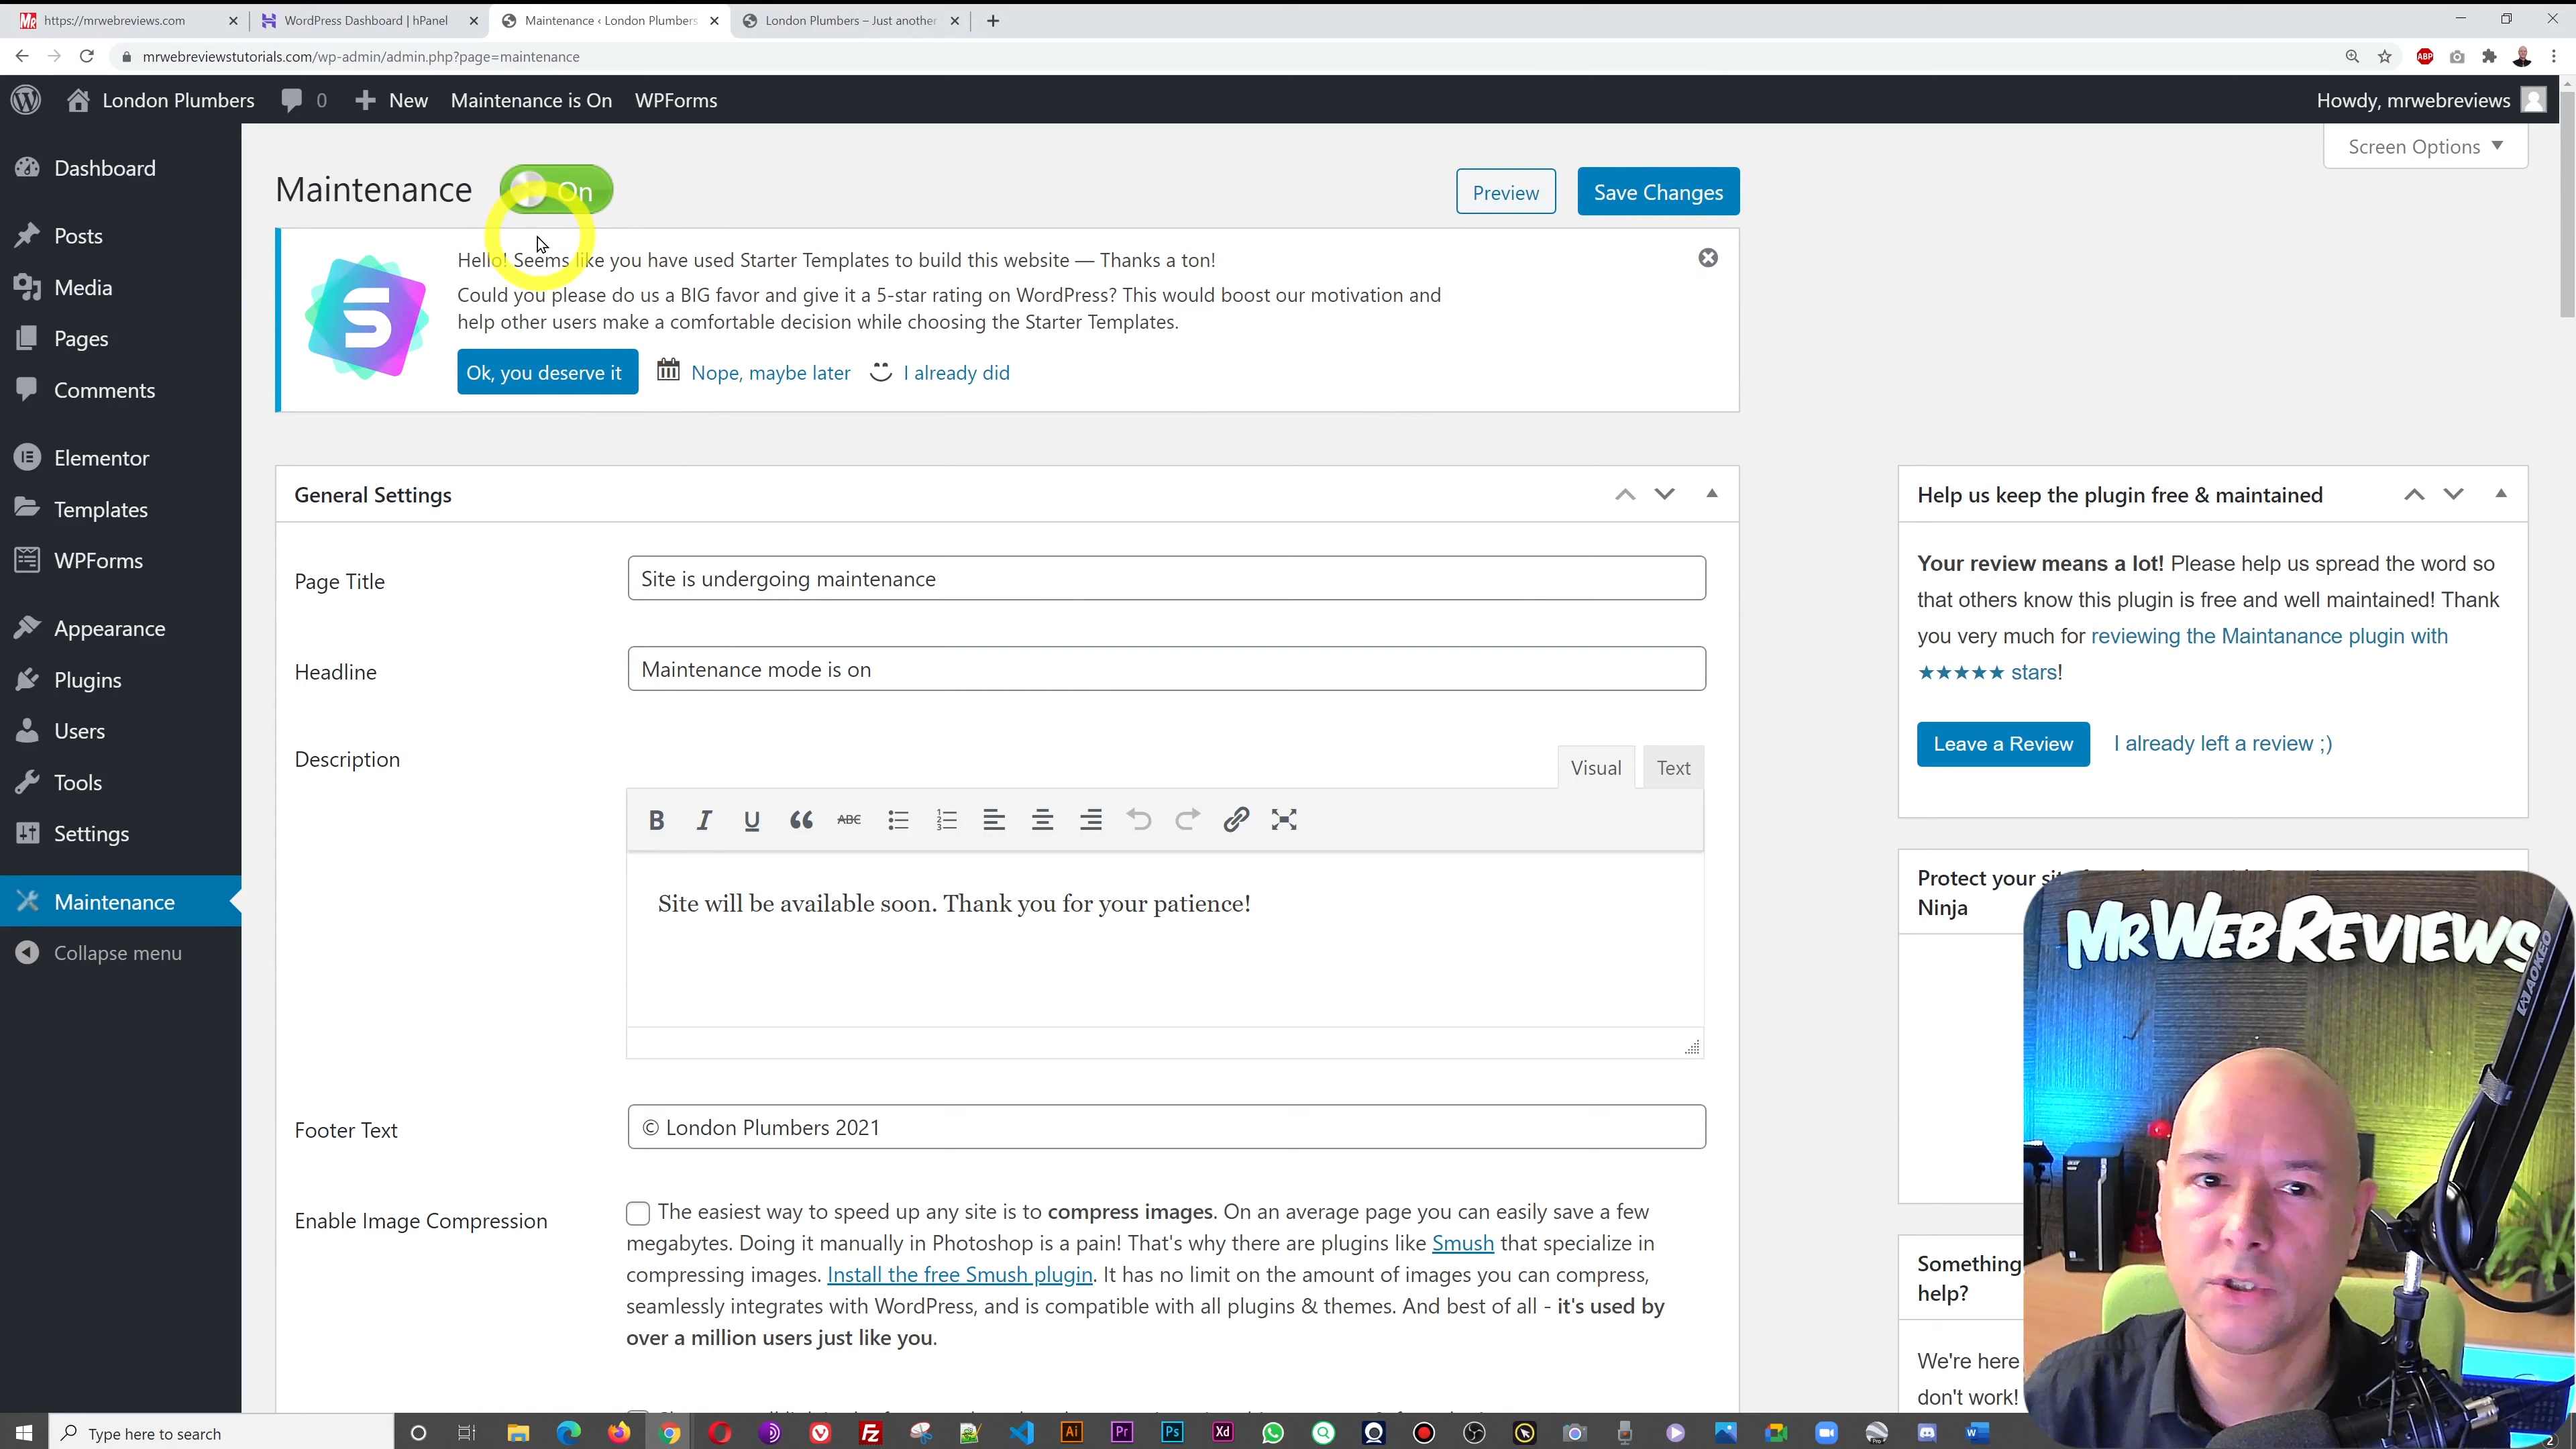 https://mrwebreviews.com
WordPress Dashboard | hPanel
Maintenance ‹ London Plumbers
London Plumbers – Just another
mrwebreviewstutorials.com/wp-admin/admin.php?page=maintenance
ABP
London Plumbers
0
New
Maintenance is On
WPForms
Howdy, mrwebreviews
Screen Options
Dashboard
Posts
Media
Pages
Comments
Elementor
Templates
WPForms
Appearance
Plugins
Users
Tools
Settings
Maintenance
Collapse menu
Maintenance
On
Preview
Save Changes
Hello! Seems like you have used Starter Templates to build this website — Thanks a ton!
Could you please do us a BIG favor and give it a 5-star rating on WordPress? This would boost our motivation and
help other users make a comfortable decision while choosing the Starter Templates.
Ok, you deserve it
Nope, maybe later
I already did
General Settings
Page Title
Site is undergoing maintenance
Headline
Maintenance mode is on
Description
Visual
Text
B I U ABC
Site will be available soon. Thank you for your patience!
Footer Text
© London Plumbers 2021
Enable Image Compression
The easiest way to speed up any site is to compress images. On an average page you can easily save a few
megabytes. Doing it manually in Photoshop is a pain! That's why there are plugins like Smush that specialize in
compressing images. Install the free Smush plugin. It has no limit on the amount of images you can compress,
seamlessly integrates with WordPress, and is compatible with all plugins & themes. And best of all - it's used by
over a million users just like you.
Help us keep the plugin free & maintained
Your review means a lot! Please help us spread the word so
that others know this plugin is free and well maintained! Thank
you very much for reviewing the Maintanance plugin with
★★★★★ stars!
Leave a Review
I already left a review ;)
Protect your
Ninja
MrWebReviews
AOKEO
Something
help?
We're here
don't work!
Type here to search
Ai
Pr
Ps
Xd
2